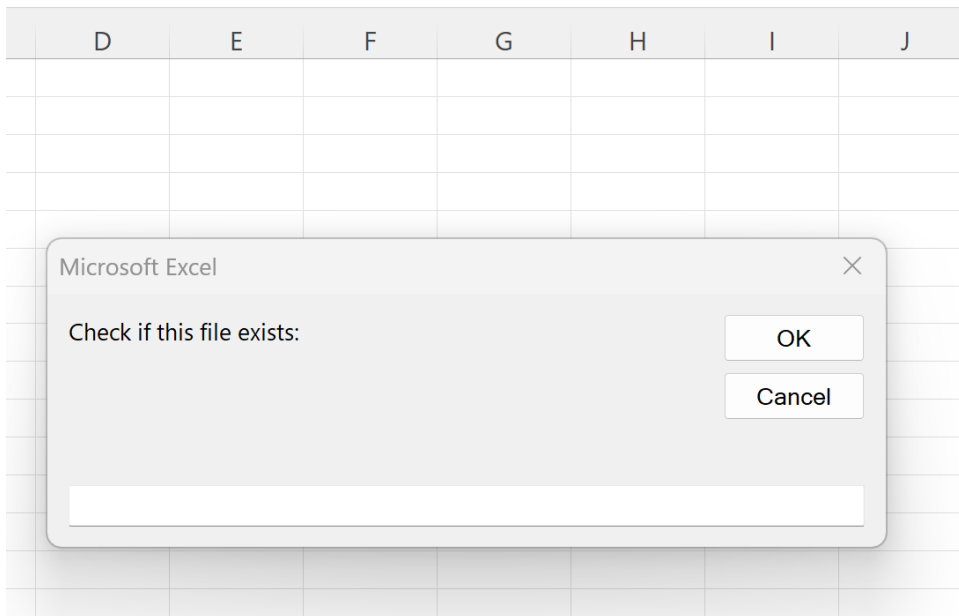 D E F G H I J
Microsoft Excel
Check if this file exists:
OK
Cancel